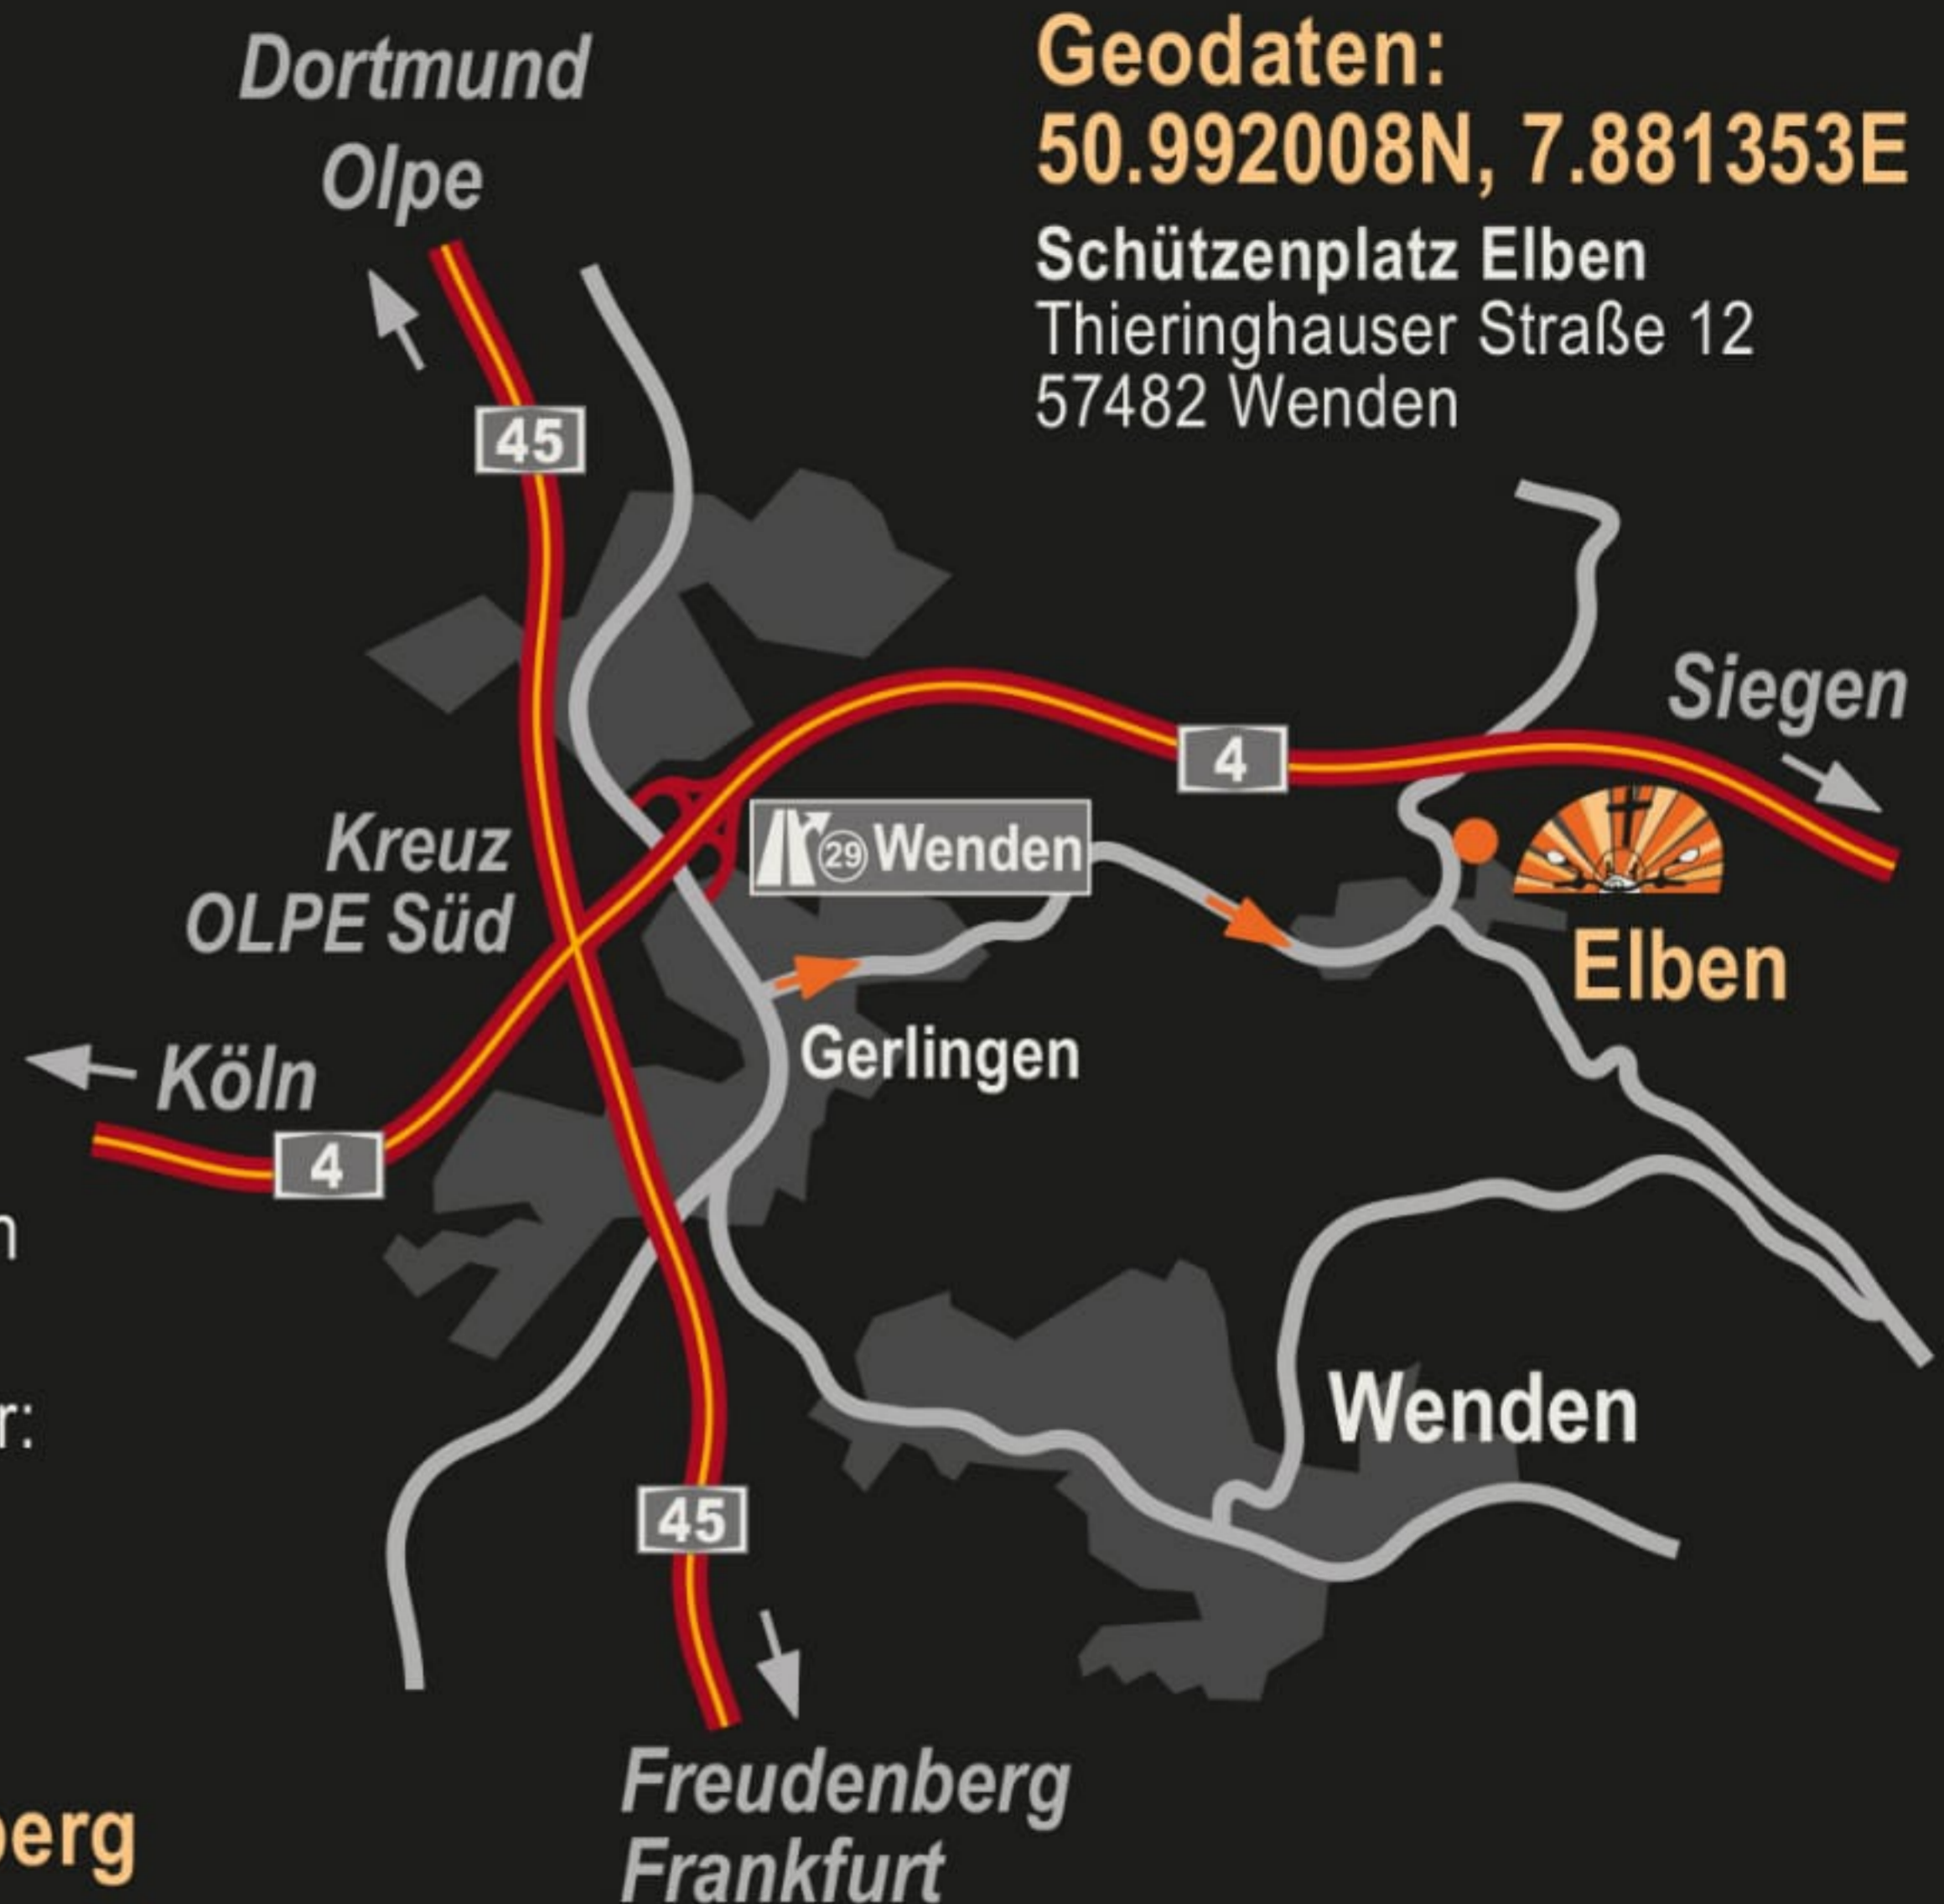 Dortmund
Olpe
Geodaten:
50.992008N, 7.881353E
Schützenplatz Elben
Thieringhauser Straße 12
57482 Wenden
45
Siegen
4
Kreuz
OLPE Süd
29 Wenden
Elben
Gerlingen
Köln
4
Wenden
45
Freudenberg
Frankfurt